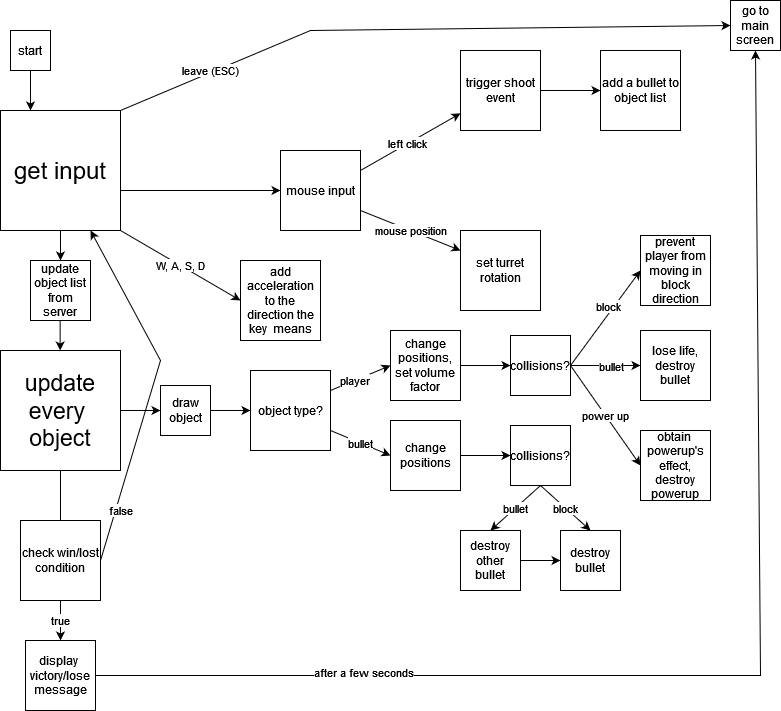 go to
main
screen
start
leave (ESC)
trigger shoot
event
add a bullet to
object list
get input
left click
mouse input
mouse position
set turret
rotation
prevent
player from
moving in
block
direction
W, A, S, D
update
object list
from
server
add
acceleration
to the
direction the
key means
block
change
positions,
set volume
factor
collisions?
bullet
lose life,
destroy
bullet
update
every
object
player
draw
object
object type?
power up
bullet
change
positions
collisions?
obtain
powerup's
effect,
destroy
powerup
false
bullet
block
check win/lost
condition
destroy
other
bullet
destroy
bullet
true
display
victory/lose
message
after a few seconds